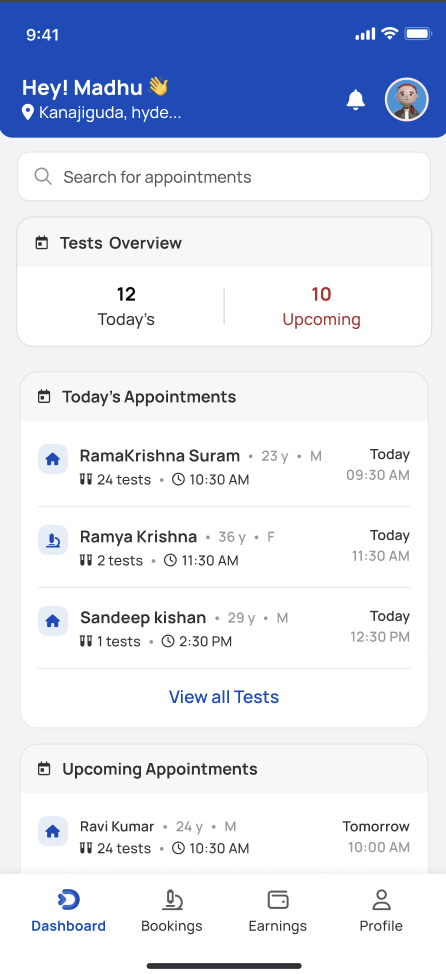 9:41
Hey! Madhu 👋
Kanajiguda, hyde...
Search for appointments
Tests Overview
12
Today's
10
Upcoming
Today's Appointments
RamaKrishna Suram • 23 y • M
Today
24 tests • 10:30 AM
09:30 AM
Ramya Krishna • 36 y • F
Today
2 tests • 11:30 AM
11:30 AM
Sandeep kishan • 29 y • M
Today
1 tests • 2:30 PM
12:30 PM
View all Tests
Upcoming Appointments
Ravi Kumar • 24 y • M
Tomorrow
24 tests • 10:30 AM
10:00 AM
Dashboard
Bookings
Earnings
Profile